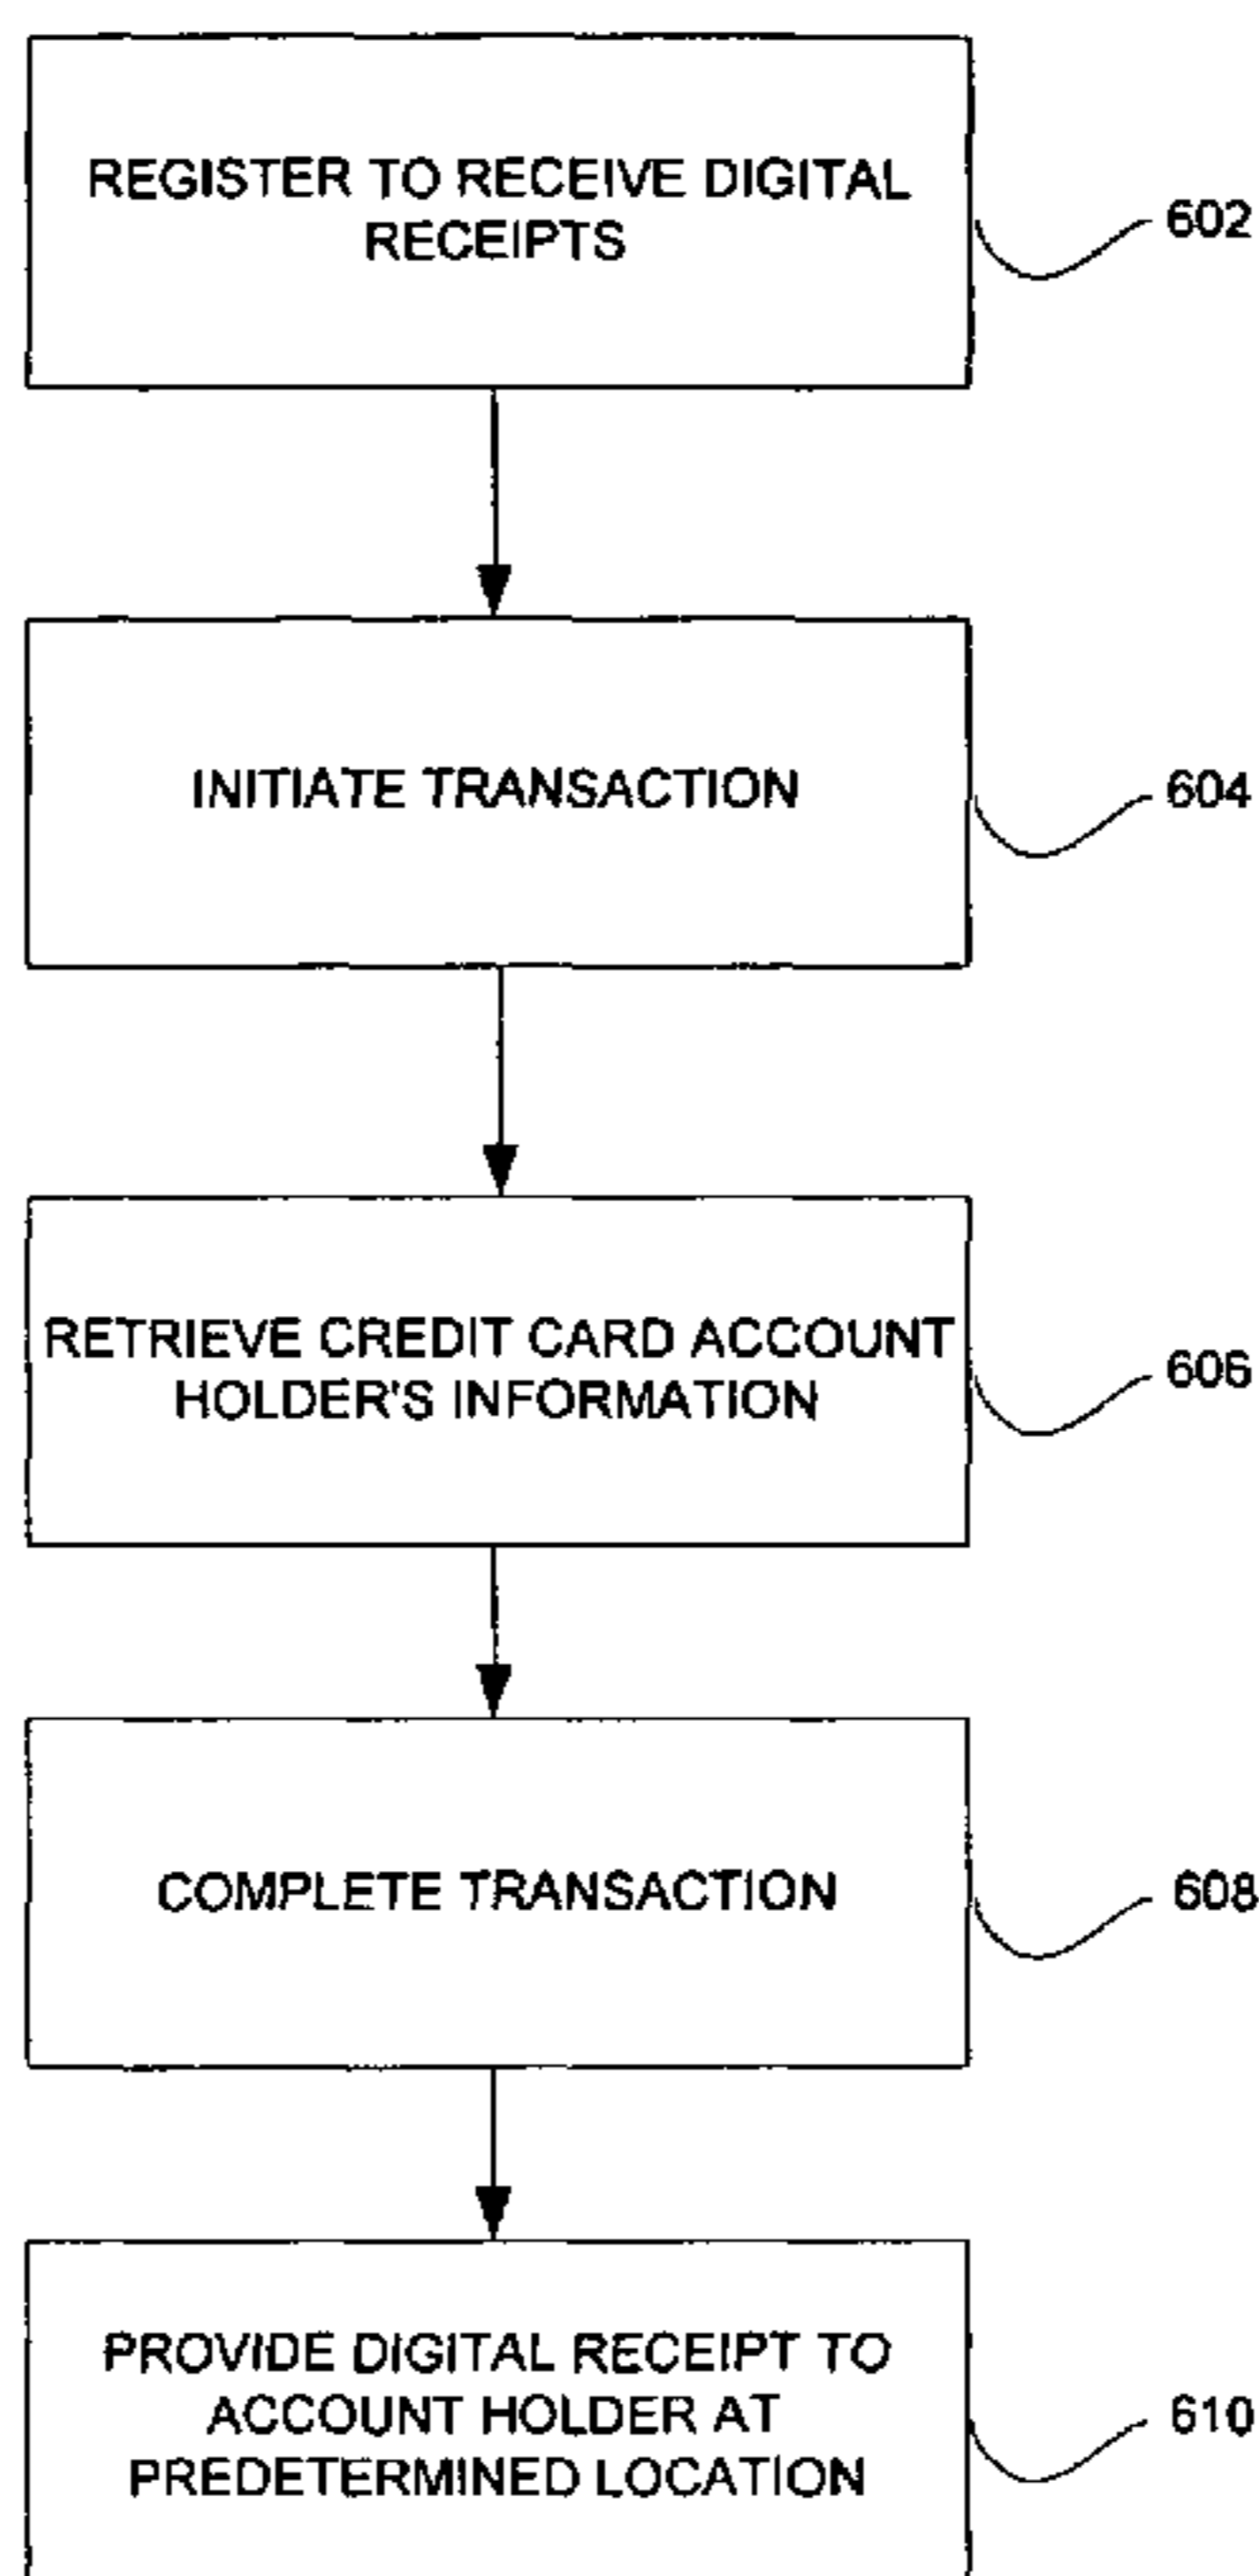 REGISTER TO RECEIVE DIGITAL
RECEIPTS
602
INITIATE TRANSACTION
604
RETRIEVE CREDIT CARD ACCOUNT
HOLDER'S INFORMATION
606
COMPLETE TRANSACTION
608
PROVIDE DIGITAL RECEIPT TO
ACCOUNT HOLDER AT
PREDETERMINED LOCATION
610